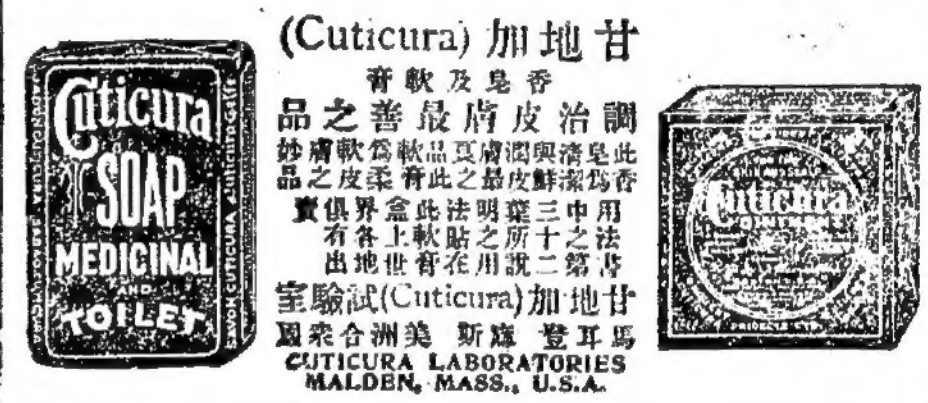 Cuticura
SOAP
MEDICINAL
AND
TOILET
甘地加 (Cuticura)
香皂及軟膏
調治皮膚最善之品
此香皂爲清潔與鮮潤皮膚最良之品此軟膏爲柔軟皮膚之妙品
用法書中之第三十二葉之說明所用法貼在此軟膏盒上世界各地俱有出賣
甘地加(Cuticura)試驗室
馬耳登 麻斯 美洲合衆國
CUTICURA LABORATORIES
MALDEN, MASS., U.S.A.
Cuticura
OINTMENT